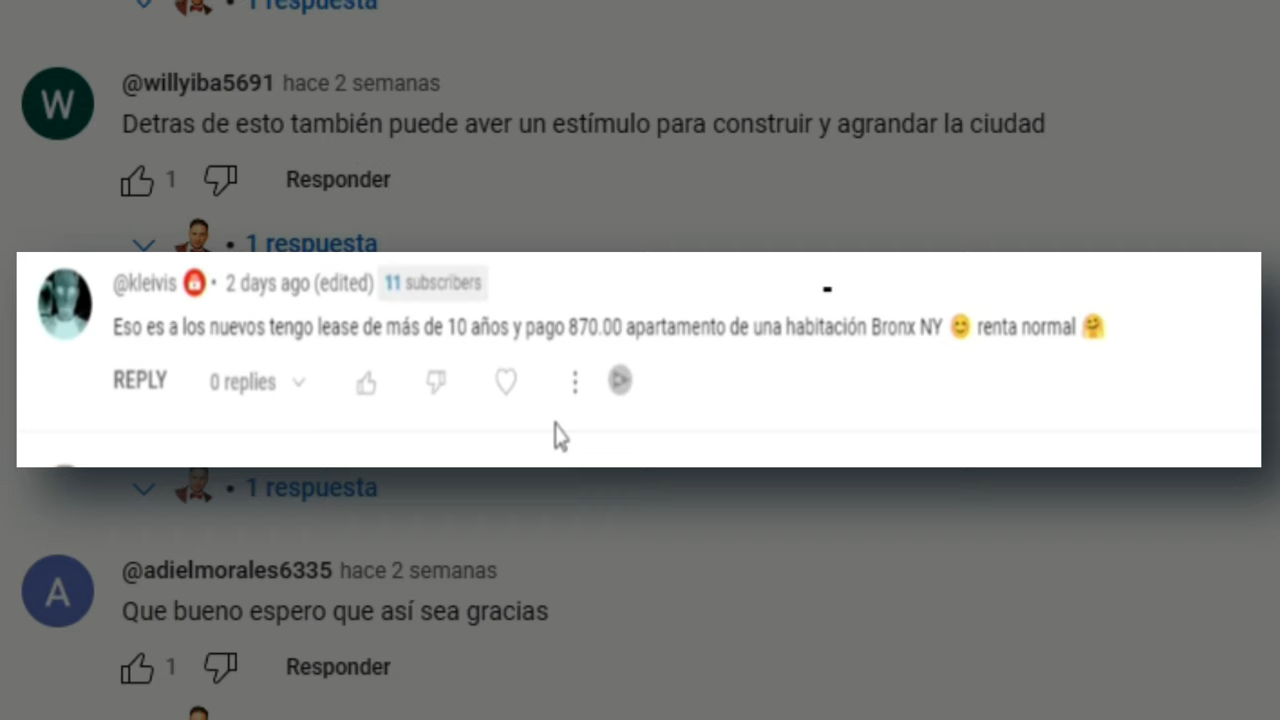 1 respuesta
@willyiba5691 hace 2 semanas
Detras de esto también puede aver un estímulo para construir y agrandar la ciudad
1 Responder
1 respuesta
@kleivis • 2 days ago (edited) 11 subscribers
Eso es a los nuevos tengo lease de más de 10 años y pago 870.00 apartamento de una habitación Bronx NY 😊 renta normal 🤗
REPLY 0 replies
1 respuesta
@adielmorales6335 hace 2 semanas
Que bueno espero que así sea gracias
1 Responder